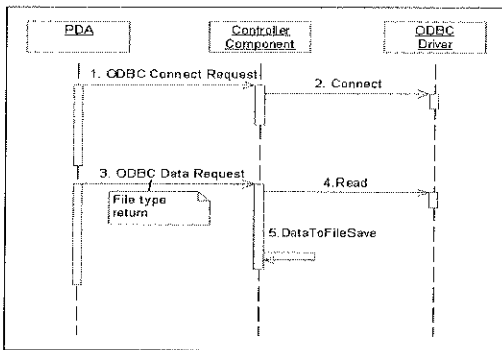 PDA
Controller
Component
ODBC
Driver
1. ODBC Connect Request
2. Connect
3. ODBC Data Request
4.Read
File type
return
5.DataToFileSave